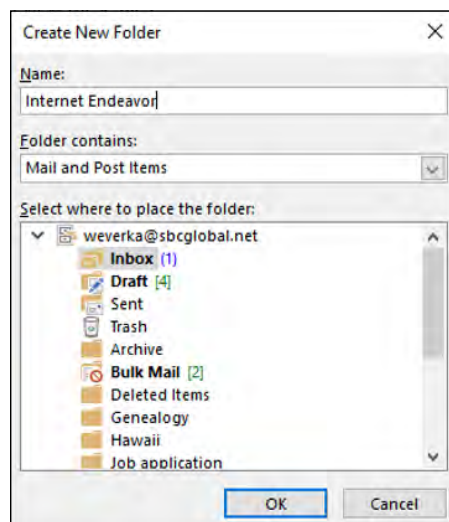 Create New Folder
Name:
Internet Endeavor
Folder contains:
Mail and Post Items
Select where to place the folder:
weverka@sbcglobal.net
Inbox (1)
Draft [4]
Sent
Trash
Archive
Bulk Mail [2]
Deleted Items
Genealogy
Hawaii
Job application
OK Cancel